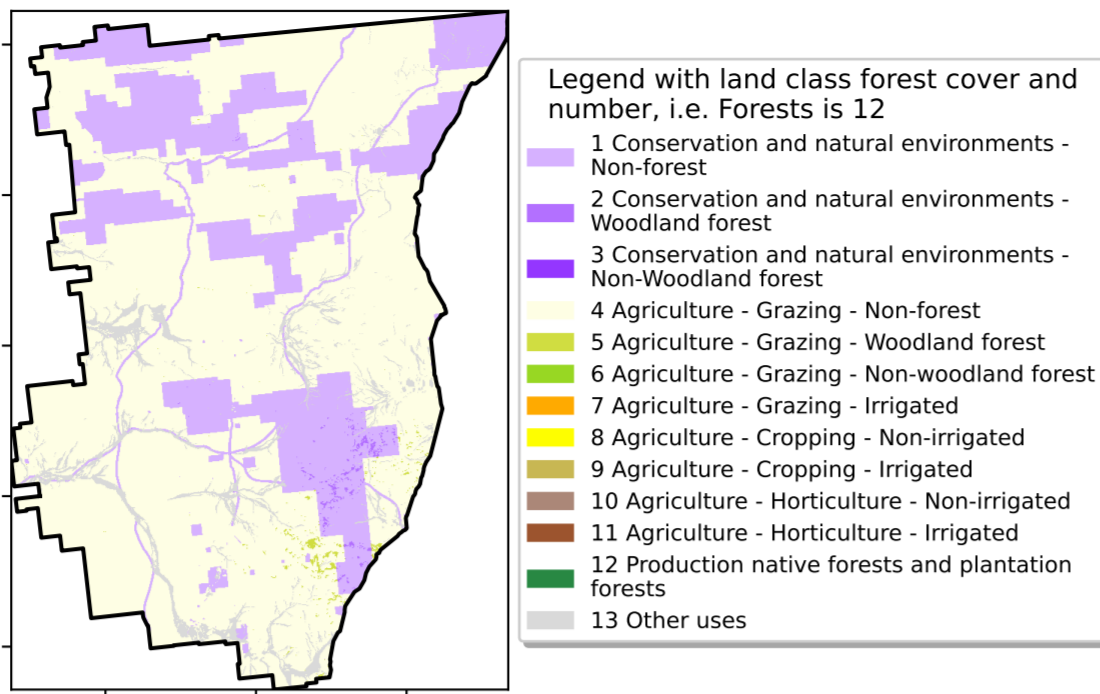 Legend with land class forest cover and
number, i.e. Forests is 12
1 Conservation and natural environments -
Non-forest
2 Conservation and natural environments -
Woodland forest
3 Conservation and natural environments -
Non-Woodland forest
4 Agriculture - Grazing - Non-forest
5 Agriculture - Grazing - Woodland forest
6 Agriculture - Grazing - Non-woodland forest
7 Agriculture - Grazing - Irrigated
8 Agriculture - Cropping - Non-irrigated
9 Agriculture - Cropping - Irrigated
10 Agriculture - Horticulture - Non-irrigated
11 Agriculture - Horticulture - Irrigated
12 Production native forests and plantation
forests
13 Other uses